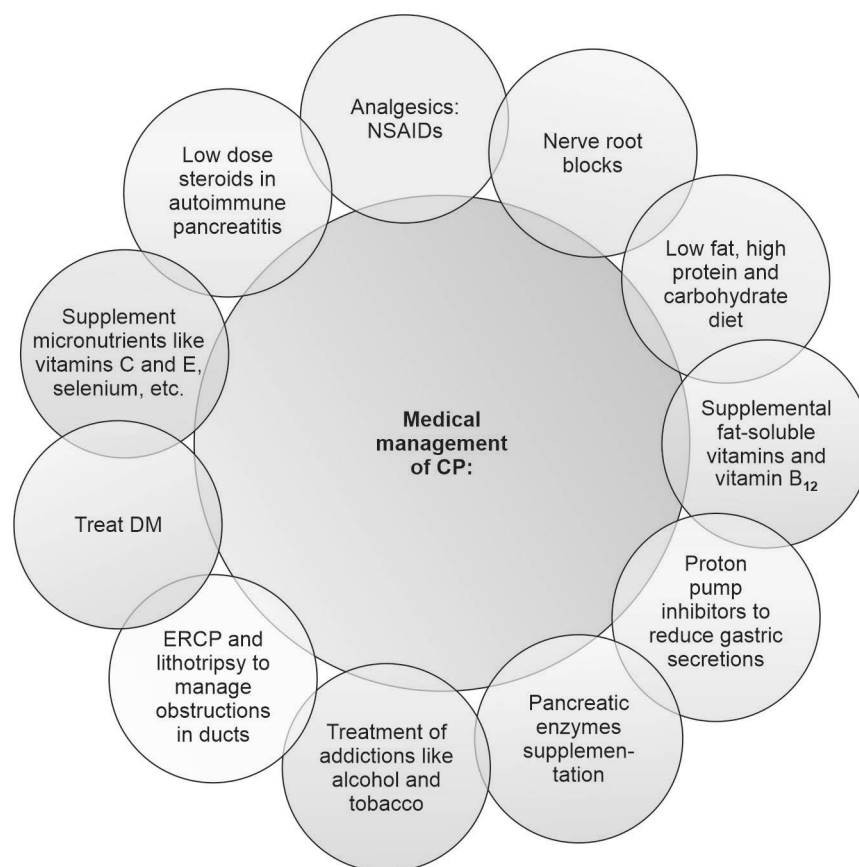 Medical
management
of CP:
Analgesics:
NSAIDs
Nerve root
blocks
Low fat, high
protein and
carbohydrate
diet
Supplemental
fat-soluble
vitamins and
vitamin B₁₂
Proton
pump
inhibitors to
reduce gastric
secretions
Pancreatic
enzymes
supplemen-
tation
Treatment of
addictions like
alcohol and
tobacco
ERCP and
lithotripsy to
manage
obstructions
in ducts
Treat DM
Supplement
micronutrients like
vitamins C and E,
selenium, etc.
Low dose
steroids in
autoimmune
pancreatitis